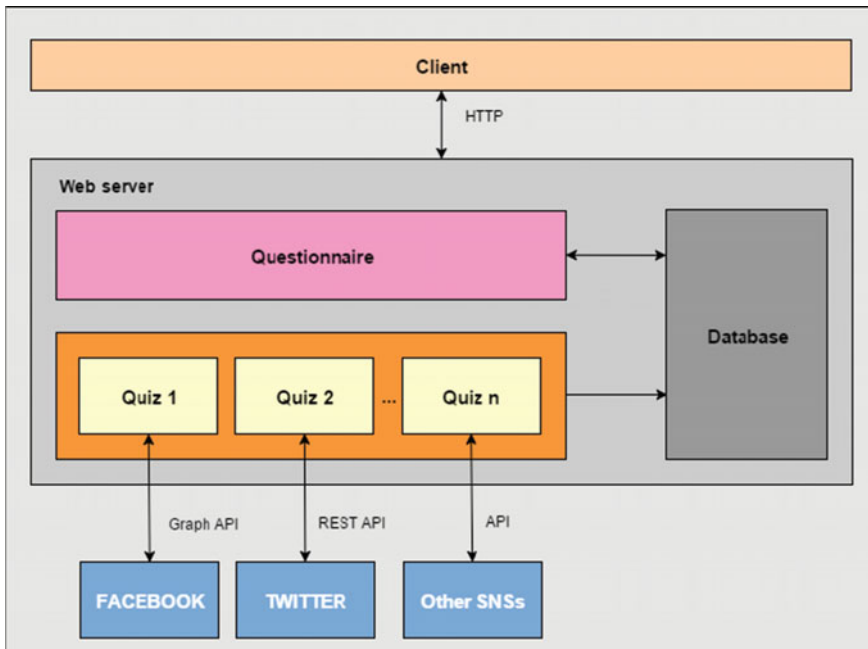 Client
HTTP
Web server
Questionnaire
Database
Quiz 1
Quiz 2
...
Quiz n
Graph API
REST API
API
FACEBOOK
TWITTER
Other SNSs